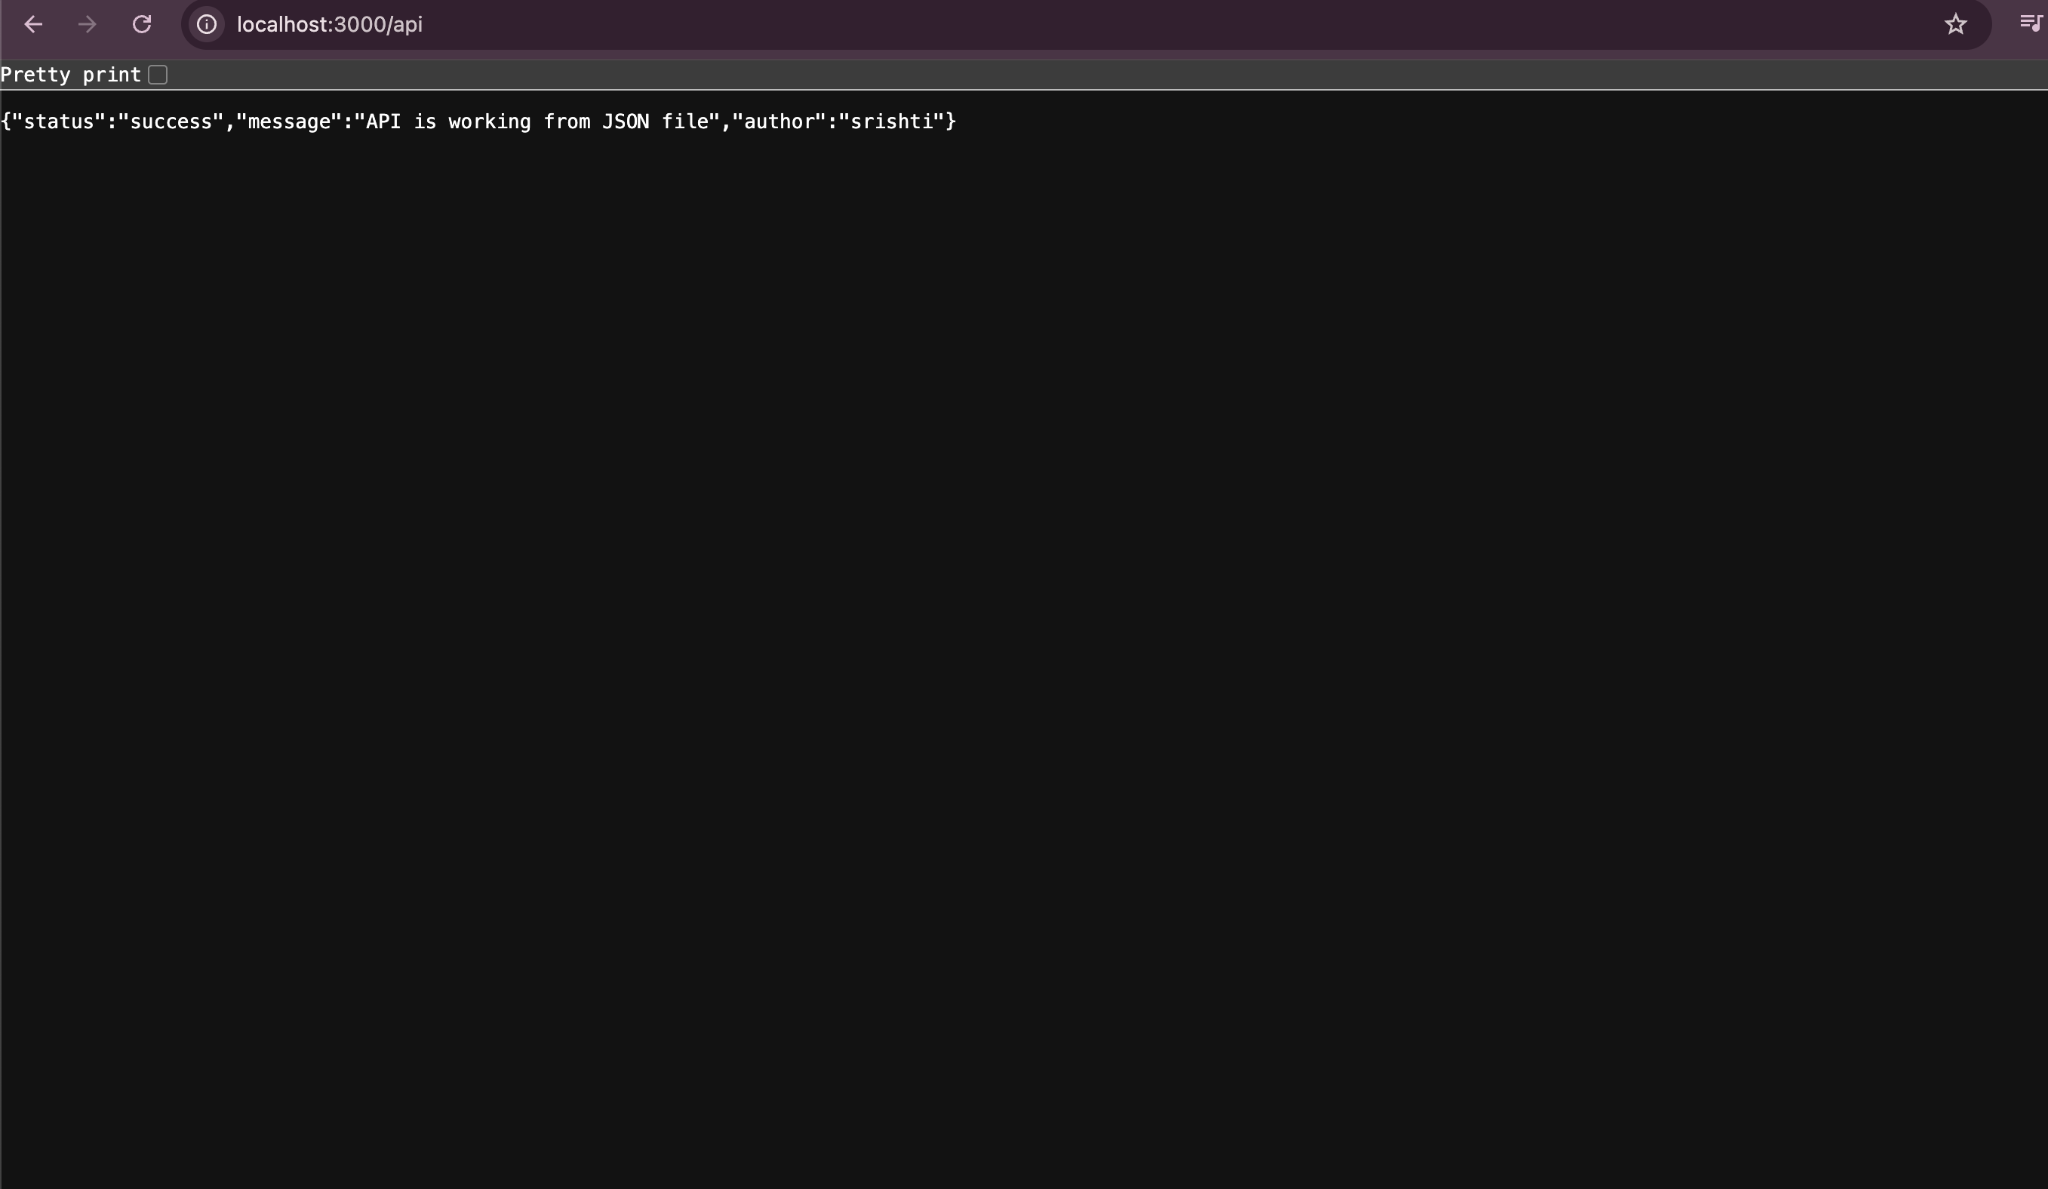 localhost:3000/api
Pretty print
{"status":"success","message":"API is working from JSON file","author":"srishti"}